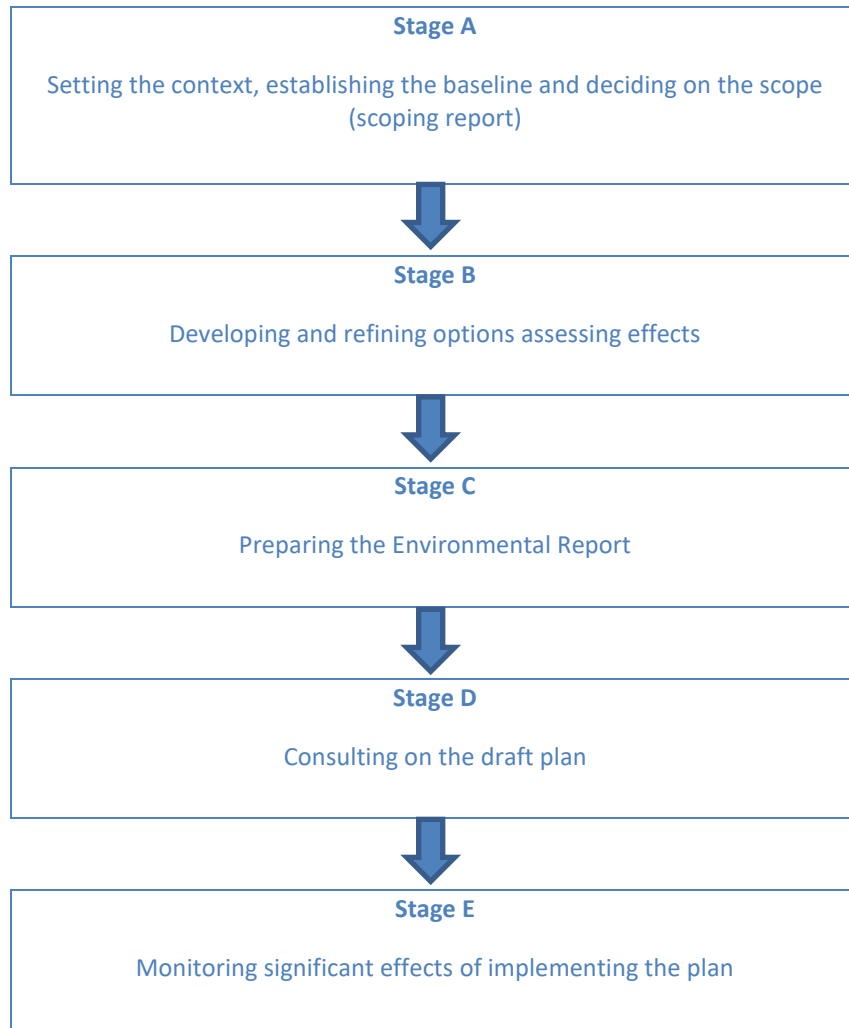 Stage A
Setting the context, establishing the baseline and deciding on the scope
(scoping report)
Stage B
Developing and refining options assessing effects
Stage C
Preparing the Environmental Report
Stage D
Consulting on the draft plan
Stage E
Monitoring significant effects of implementing the plan